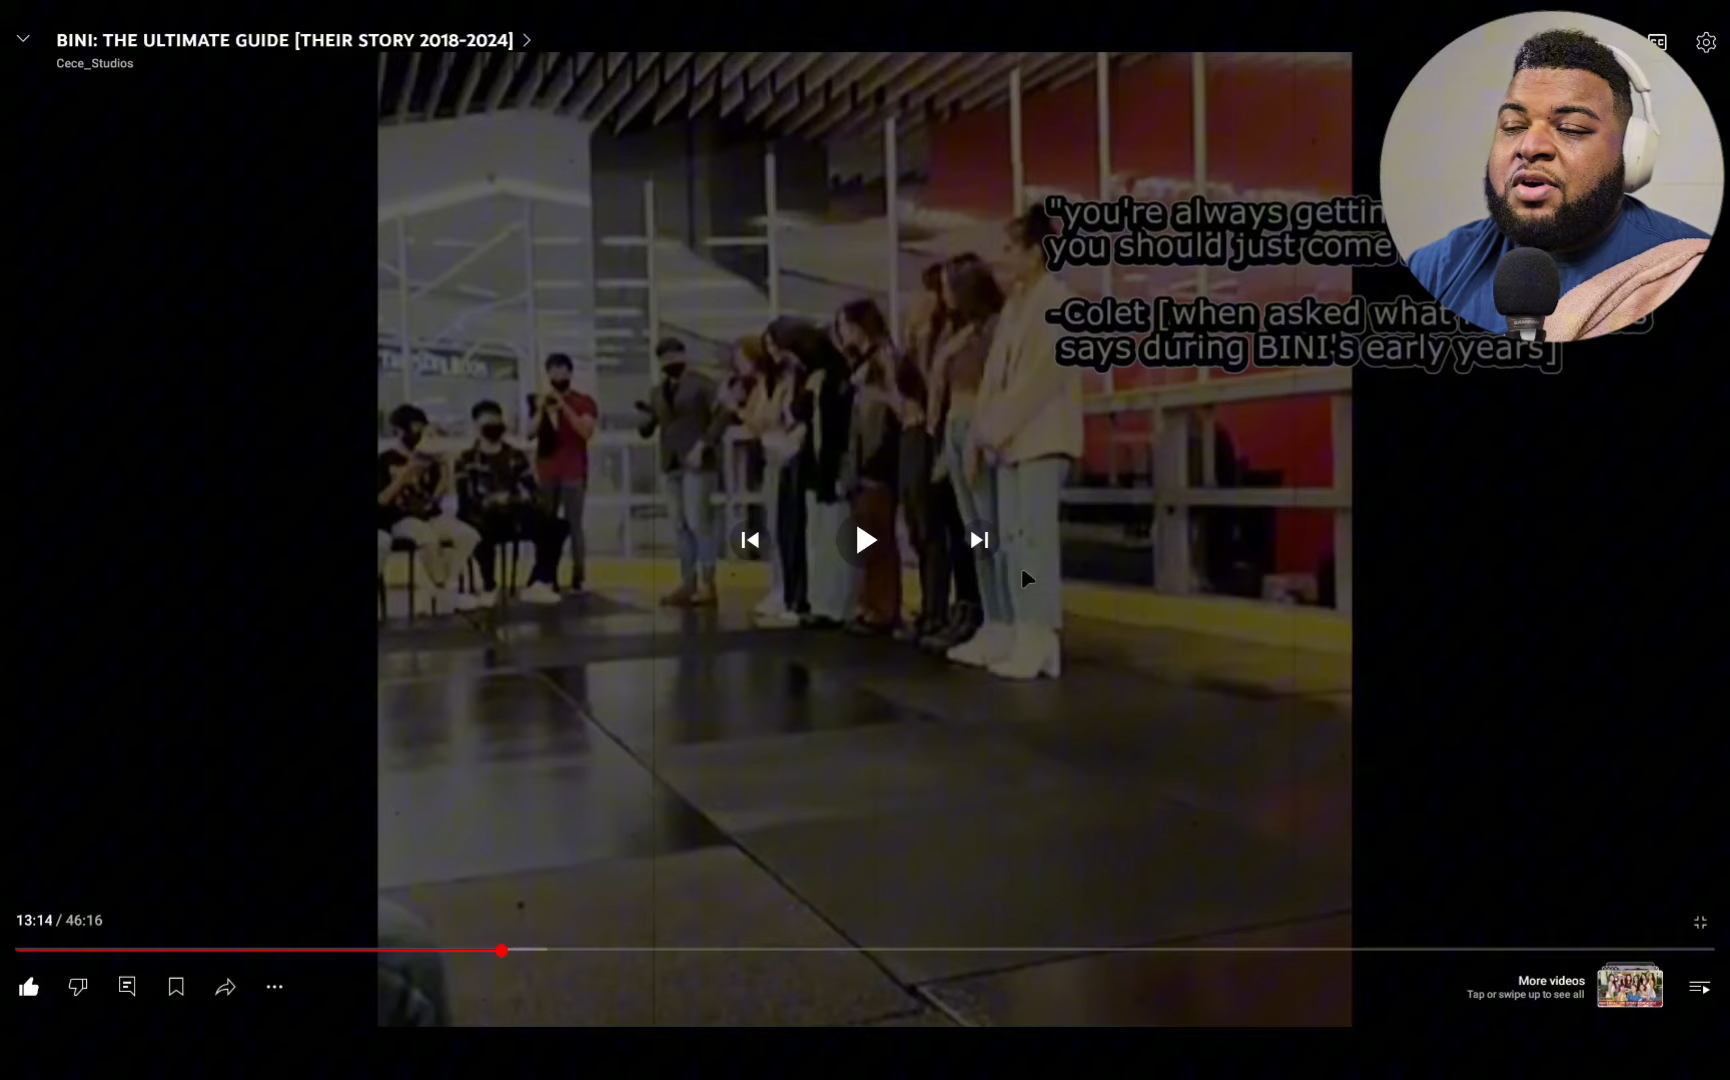 BINI: THE ULTIMATE GUIDE [THEIR STORY 2018-2024]
Cece_Studios
CC
"you're always
you should just come
-Colet [when asked what
says during BINI's early years]
13:14 / 46:16
More videos
Tap or swipe up to see all